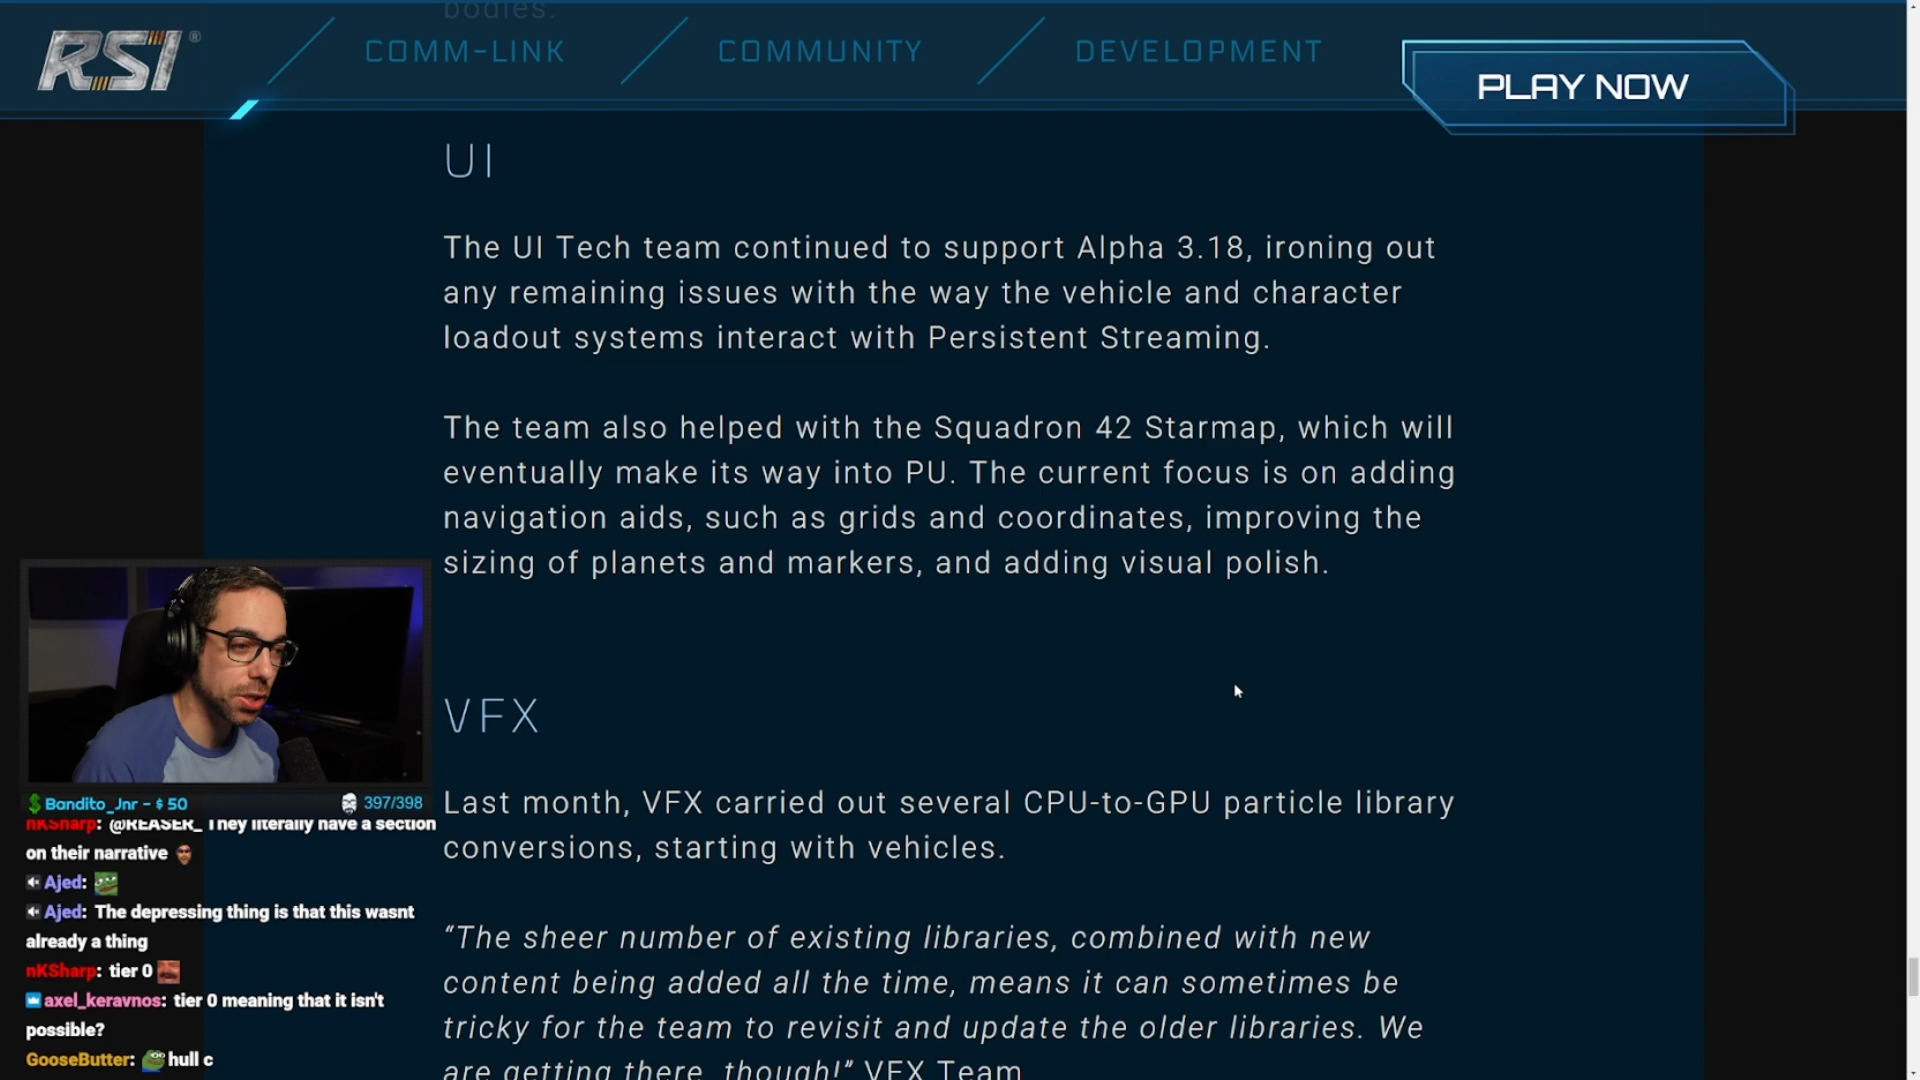 bodies.
RSI®
COMM-LINK
COMMUNITY
DEVELOPMENT
PLAY NOW
UI
The UI Tech team continued to support Alpha 3.18, ironing out
any remaining issues with the way the vehicle and character
loadout systems interact with Persistent Streaming.
The team also helped with the Squadron 42 Starmap, which will
eventually make its way into PU. The current focus is on adding
navigation aids, such as grids and coordinates, improving the
sizing of planets and markers, and adding visual polish.
VFX
Last month, VFX carried out several CPU-to-GPU particle library
conversions, starting with vehicles.
“The sheer number of existing libraries, combined with new
content being added all the time, means it can sometimes be
tricky for the team to revisit and update the older libraries. We
are getting there, though!” VFX Team
$ Bandito_Jnr - $ 50
397/398
nKSharp: @REASER_ They literally have a section
on their narrative
Ajed:
Ajed: The depressing thing is that this wasnt
already a thing
nKSharp: tier 0
axel_keravnos: tier 0 meaning that it isn't
possible?
GooseButter: hull c